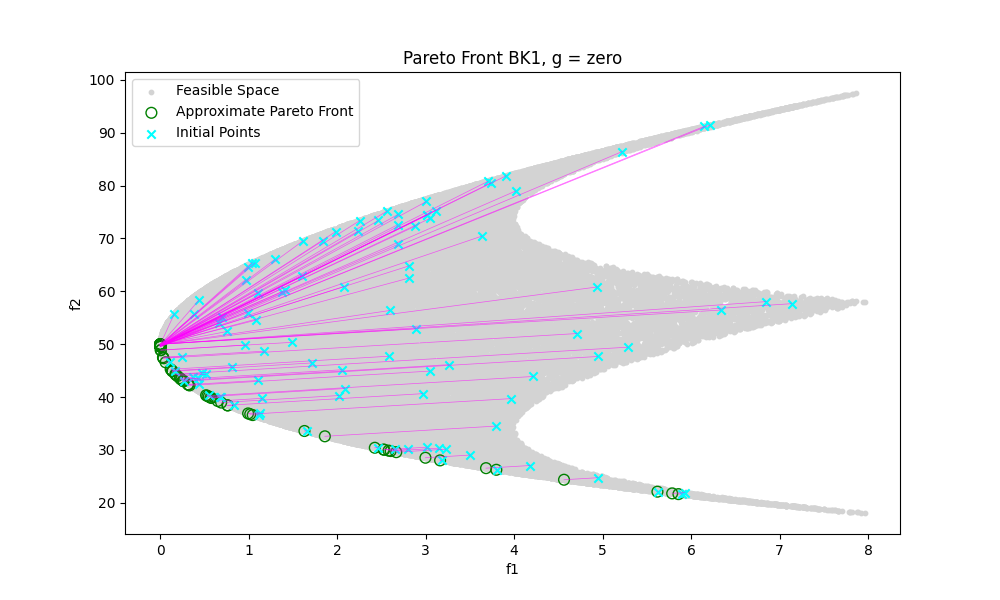 Pareto Front BK1, g = zero
Feasible Space
Approximate Pareto Front
Initial Points
f2
100
90
80
70
60
50
40
30
20
0 1 2 3 4 5 6 7 8
f1